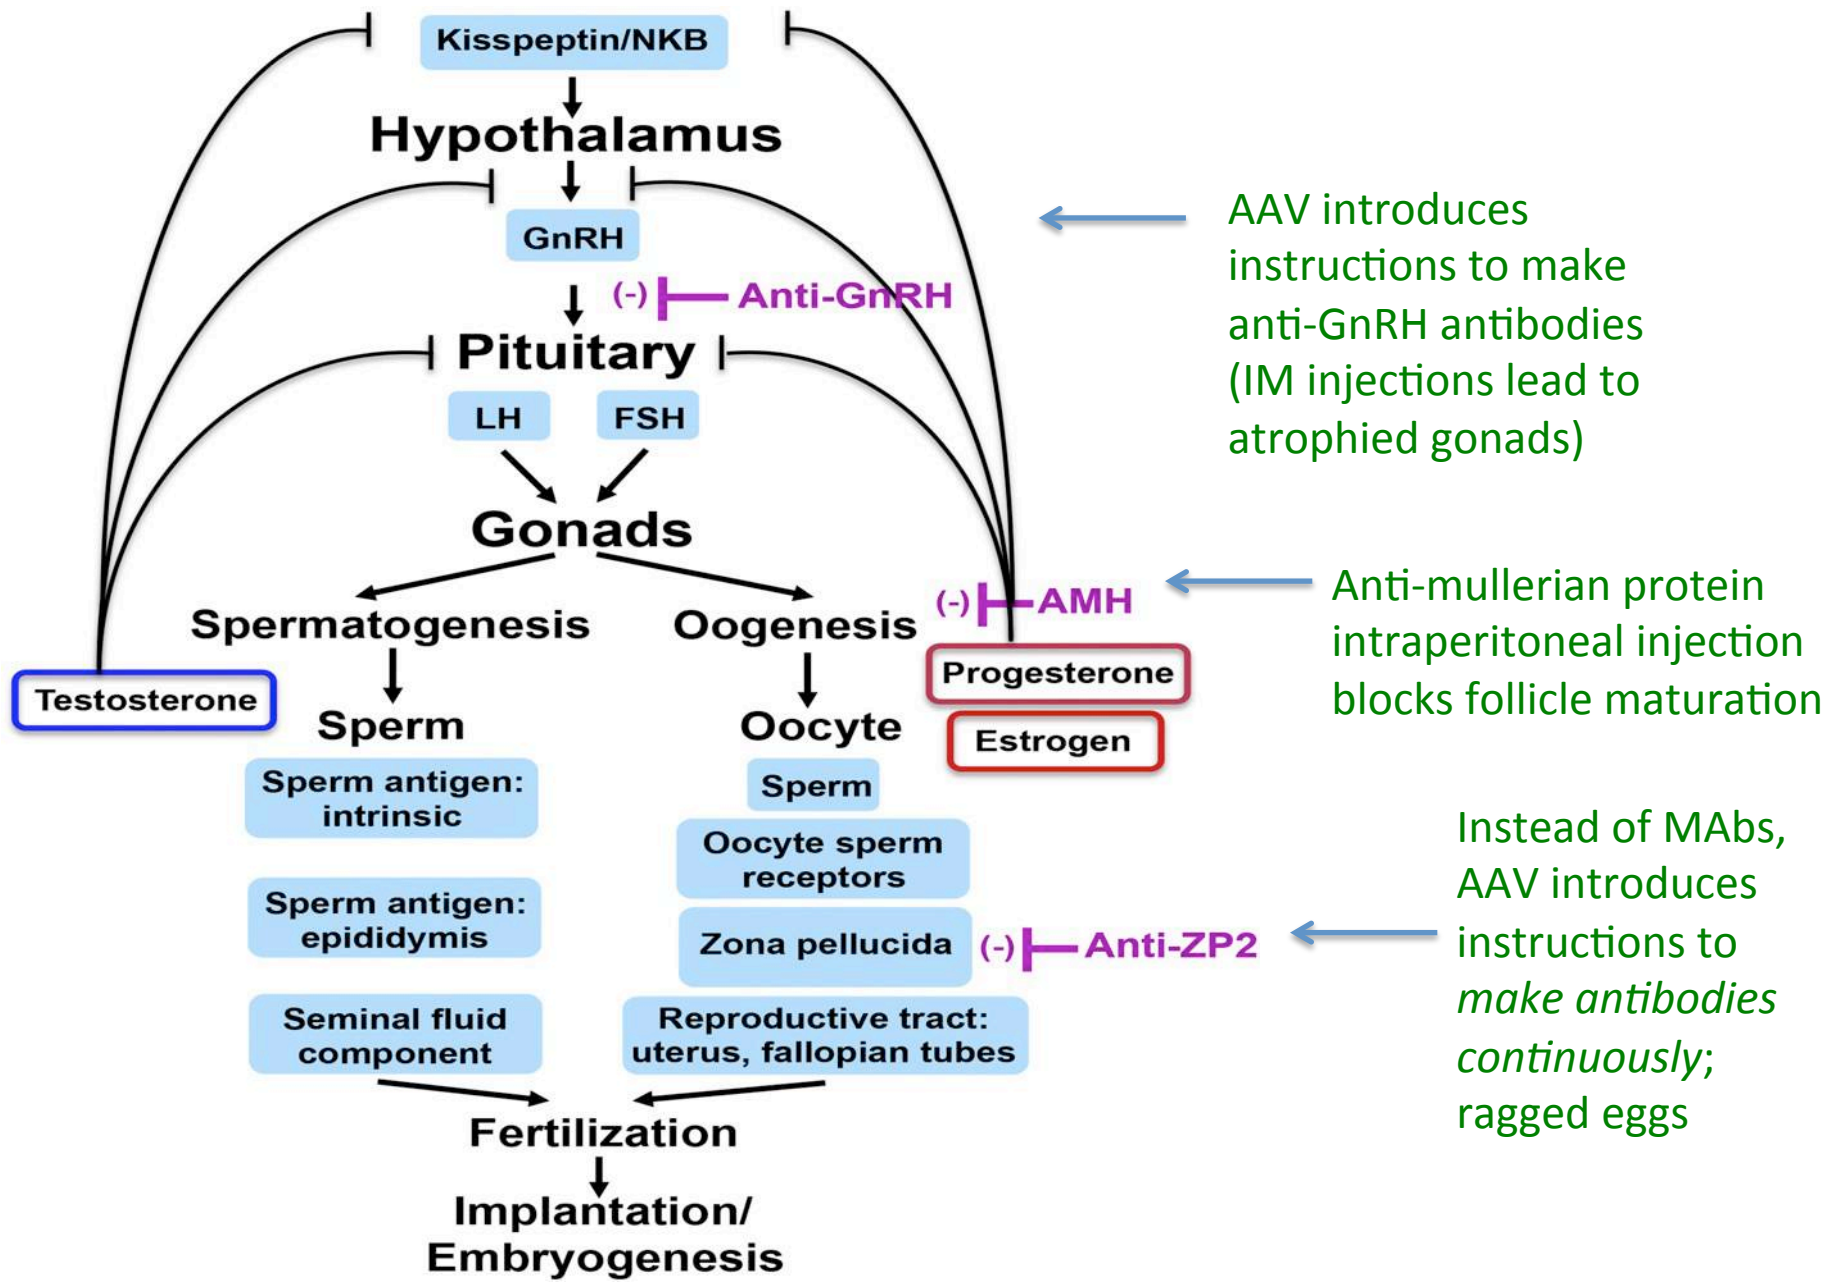 Kisspeptin/NKB
Hypothalamus
GnRH
(-) Anti-GnRH
Pituitary
LH FSH
Gonads
Spermatogenesis Oogenesis
(-) AMH
Testosterone
Progesterone
Estrogen
Sperm
Sperm antigen:
intrinsic
Sperm antigen:
epididymis
Seminal fluid
component
Oocyte
Sperm
Oocyte sperm
receptors
Zona pellucida
(-) Anti-ZP2
Reproductive tract:
uterus, fallopian tubes
Fertilization
Implantation/
Embryogenesis
AAV introduces
instructions to make
anti-GnRH antibodies
(IM injections lead to
atrophied gonads)
Anti-mullerian protein
intraperitoneal injection
blocks follicle maturation
Instead of MAbs,
AAV introduces
instructions to
make antibodies
continuously;
ragged eggs